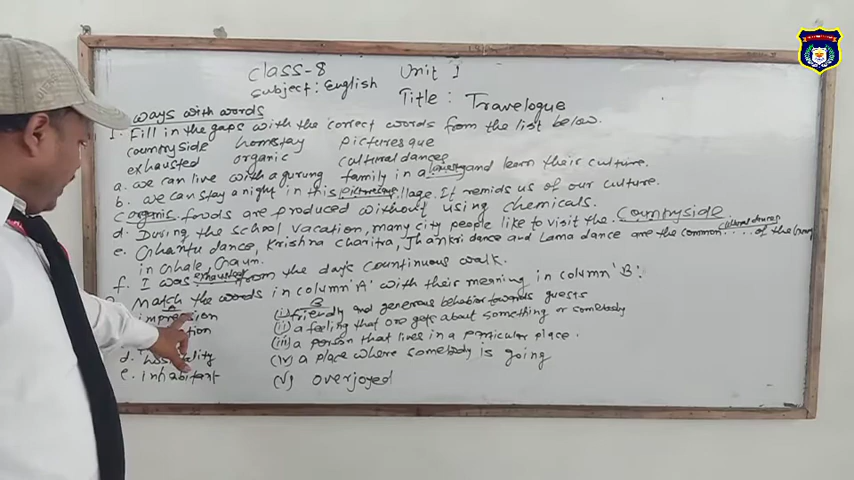 Class-8 Unit 1
Subject: English
Title: Travelogue
ways with words
1. Fill in the gaps with the correct words from the list below.
countryside homstay picturesque
exhausted organic cultural dances
a. we can live with a gurung family in a and learn their culture.
b. we can stay a night in this village. It remids us of our culture.
C organic foods are produced without using chemicals.
d. During the school vacation, many city people like to visit the Countryside.
e. Ghantu dance, Krishna charitra, Jhankri dance and Lama dance are the common cultural dances of the
in Ghale Gaun.
f. I was exhausted from the day's countinous walk.
Match the words in column 'A' with their meaning in column 'B'.
A B
impression (i) friendly and generous behavior towards guests
(ii) a feeling that one gets about something or somebody
(iii) a person that lives in a particular place.
d. hospitality (iv) a place where somebody is going
e. Inhabitant (v) overjoyed